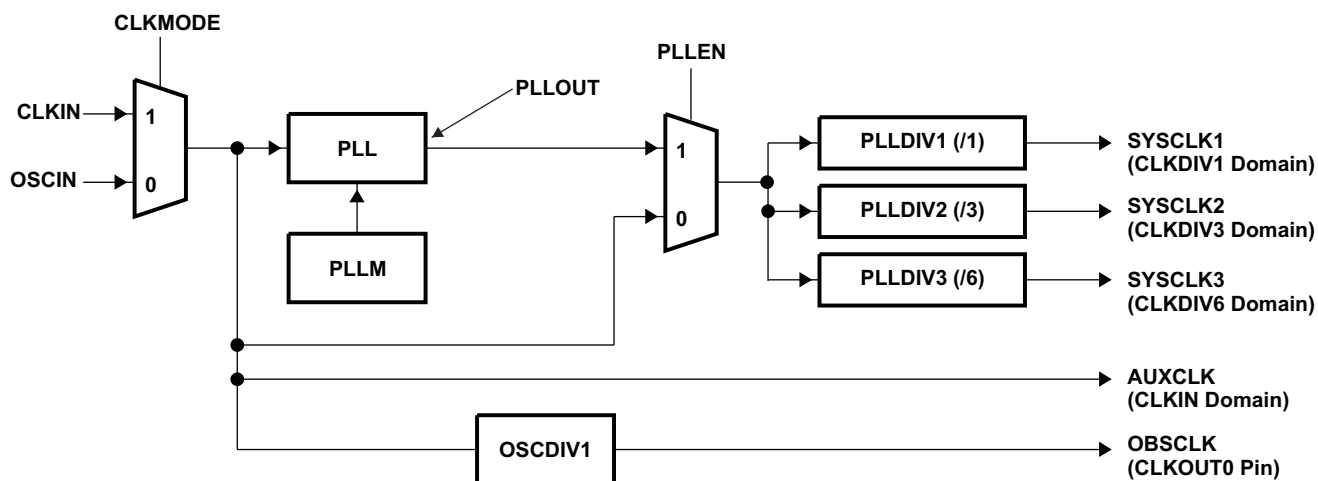 CLKMODE
PLLEN
PLLOUT
CLKIN
1
OSCIN
0
PLL
PLLM
1
0
PLLDIV1 (/1)
SYSCLK1
(CLKDIV1 Domain)
PLLDIV2 (/3)
SYSCLK2
(CLKDIV3 Domain)
PLLDIV3 (/6)
SYSCLK3
(CLKDIV6 Domain)
AUXCLK
(CLKIN Domain)
OSCDIV1
OBSCLK
(CLKOUT0 Pin)